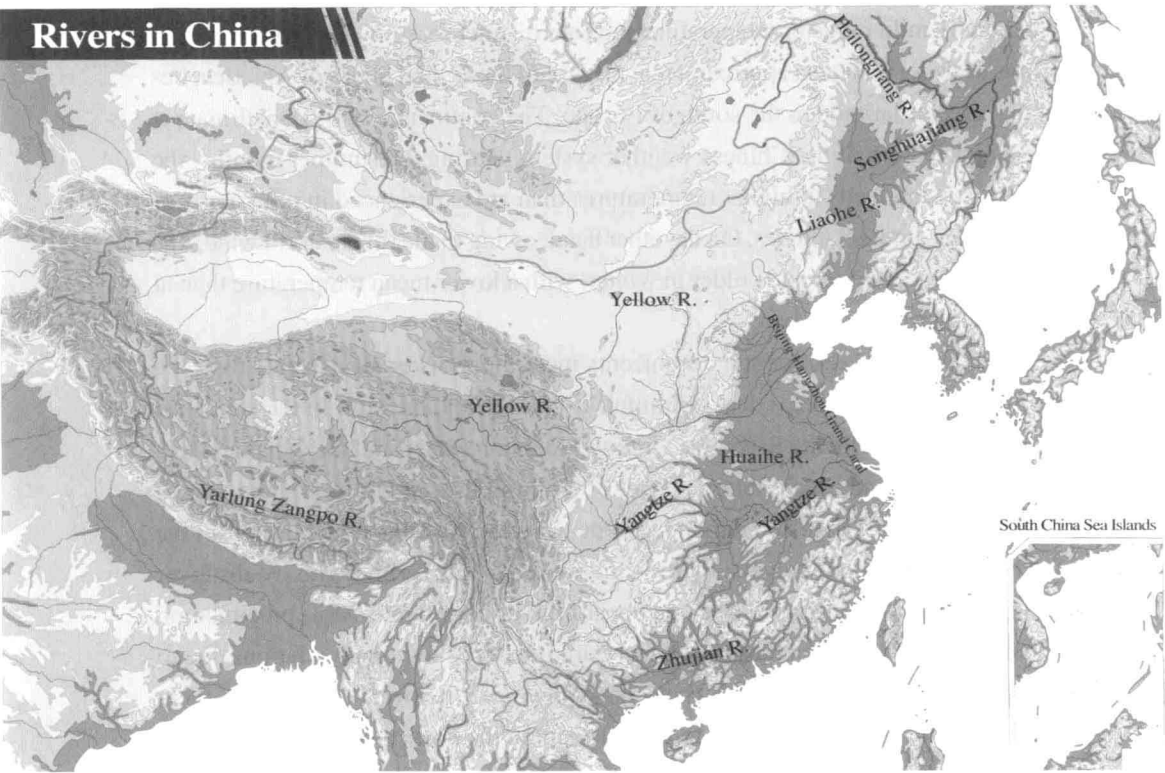 Rivers in China
Heilongjiang R.
Songhuajiang R.
Liaohe R.
Yellow R.
Beijing-Hangzhou Grand Canal
Yellow R.
Huaihe R.
Yangtze R.
Yangtze R.
Yarlung Zangpo R.
South China Sea Islands
Zhujian R.